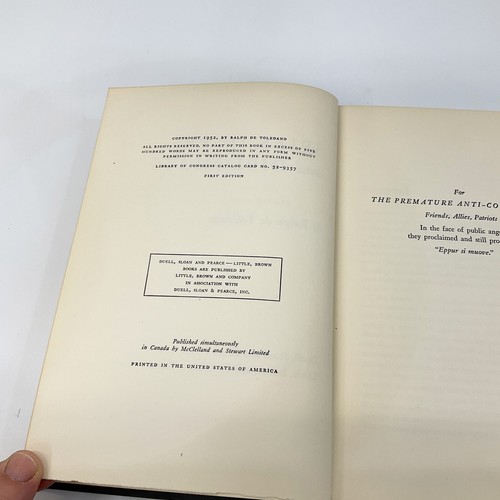 COPYRIGHT 1952, BY RALPH DE TOLEDANO
ALL RIGHTS RESERVED. NO PART OF THIS BOOK IN EXCESS OF FIVE
HUNDRED WORDS MAY BE REPRODUCED IN ANY FORM WITHOUT
PERMISSION IN WRITING FROM THE PUBLISHER
LIBRARY OF CONGRESS CATALOG CARD NO. 52-9357
FIRST EDITION
DUELL, SLOAN AND PEARCE—LITTLE, BROWN
BOOKS ARE PUBLISHED BY
LITTLE, BROWN AND COMPANY
IN ASSOCIATION WITH
DUELL, SLOAN & PEARCE, INC.
Published simultaneously
in Canada by McClelland and Stewart Limited
PRINTED IN THE UNITED STATES OF AMERICA
For
THE PREMATURE ANTI-CO
Friends, Allies, Patriots
In the face of public ang
they proclaimed and still pro
"Eppur si muove."